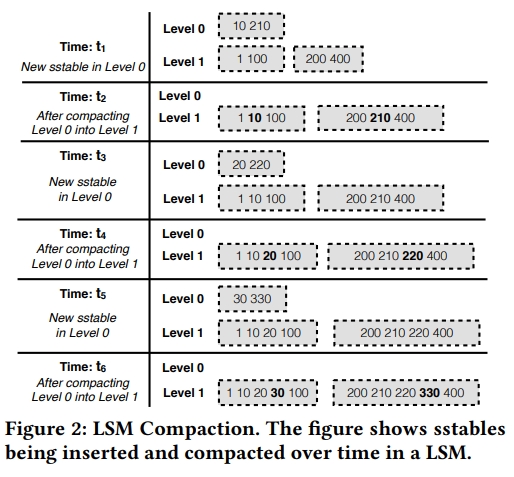 Time: t1
New sstable in Level 0
Level 0
10 210
Level 1
1 100
200 400
Time: t2
After compacting
Level 0 into Level 1
Level 0
Level 1
1 10 100
200 210 400
Time: t3
New sstable
in Level 0
Level 0
20 220
Level 1
1 10 100
200 210 400
Time: t4
After compacting
Level 0 into Level 1
Level 0
Level 1
1 10 20 100
200 210 220 400
Time: t5
New sstable
in Level 0
Level 0
30 330
Level 1
1 10 20 100
200 210 220 400
Time: t6
After compacting
Level 0 into Level 1
Level 0
Level 1
1 10 20 30 100
200 210 220 330 400
Figure 2: LSM Compaction. The figure shows sstables
being inserted and compacted over time in a LSM.